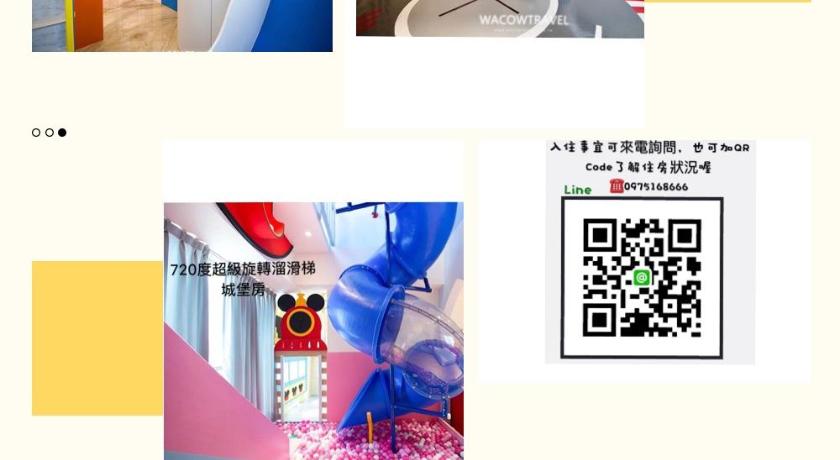 WACOWTRAVEL
入住事宜可來電詢問，也可加QR
Code了解住房狀況喔
☎0975168666
Line
720度超級旋轉溜滑梯
城堡房